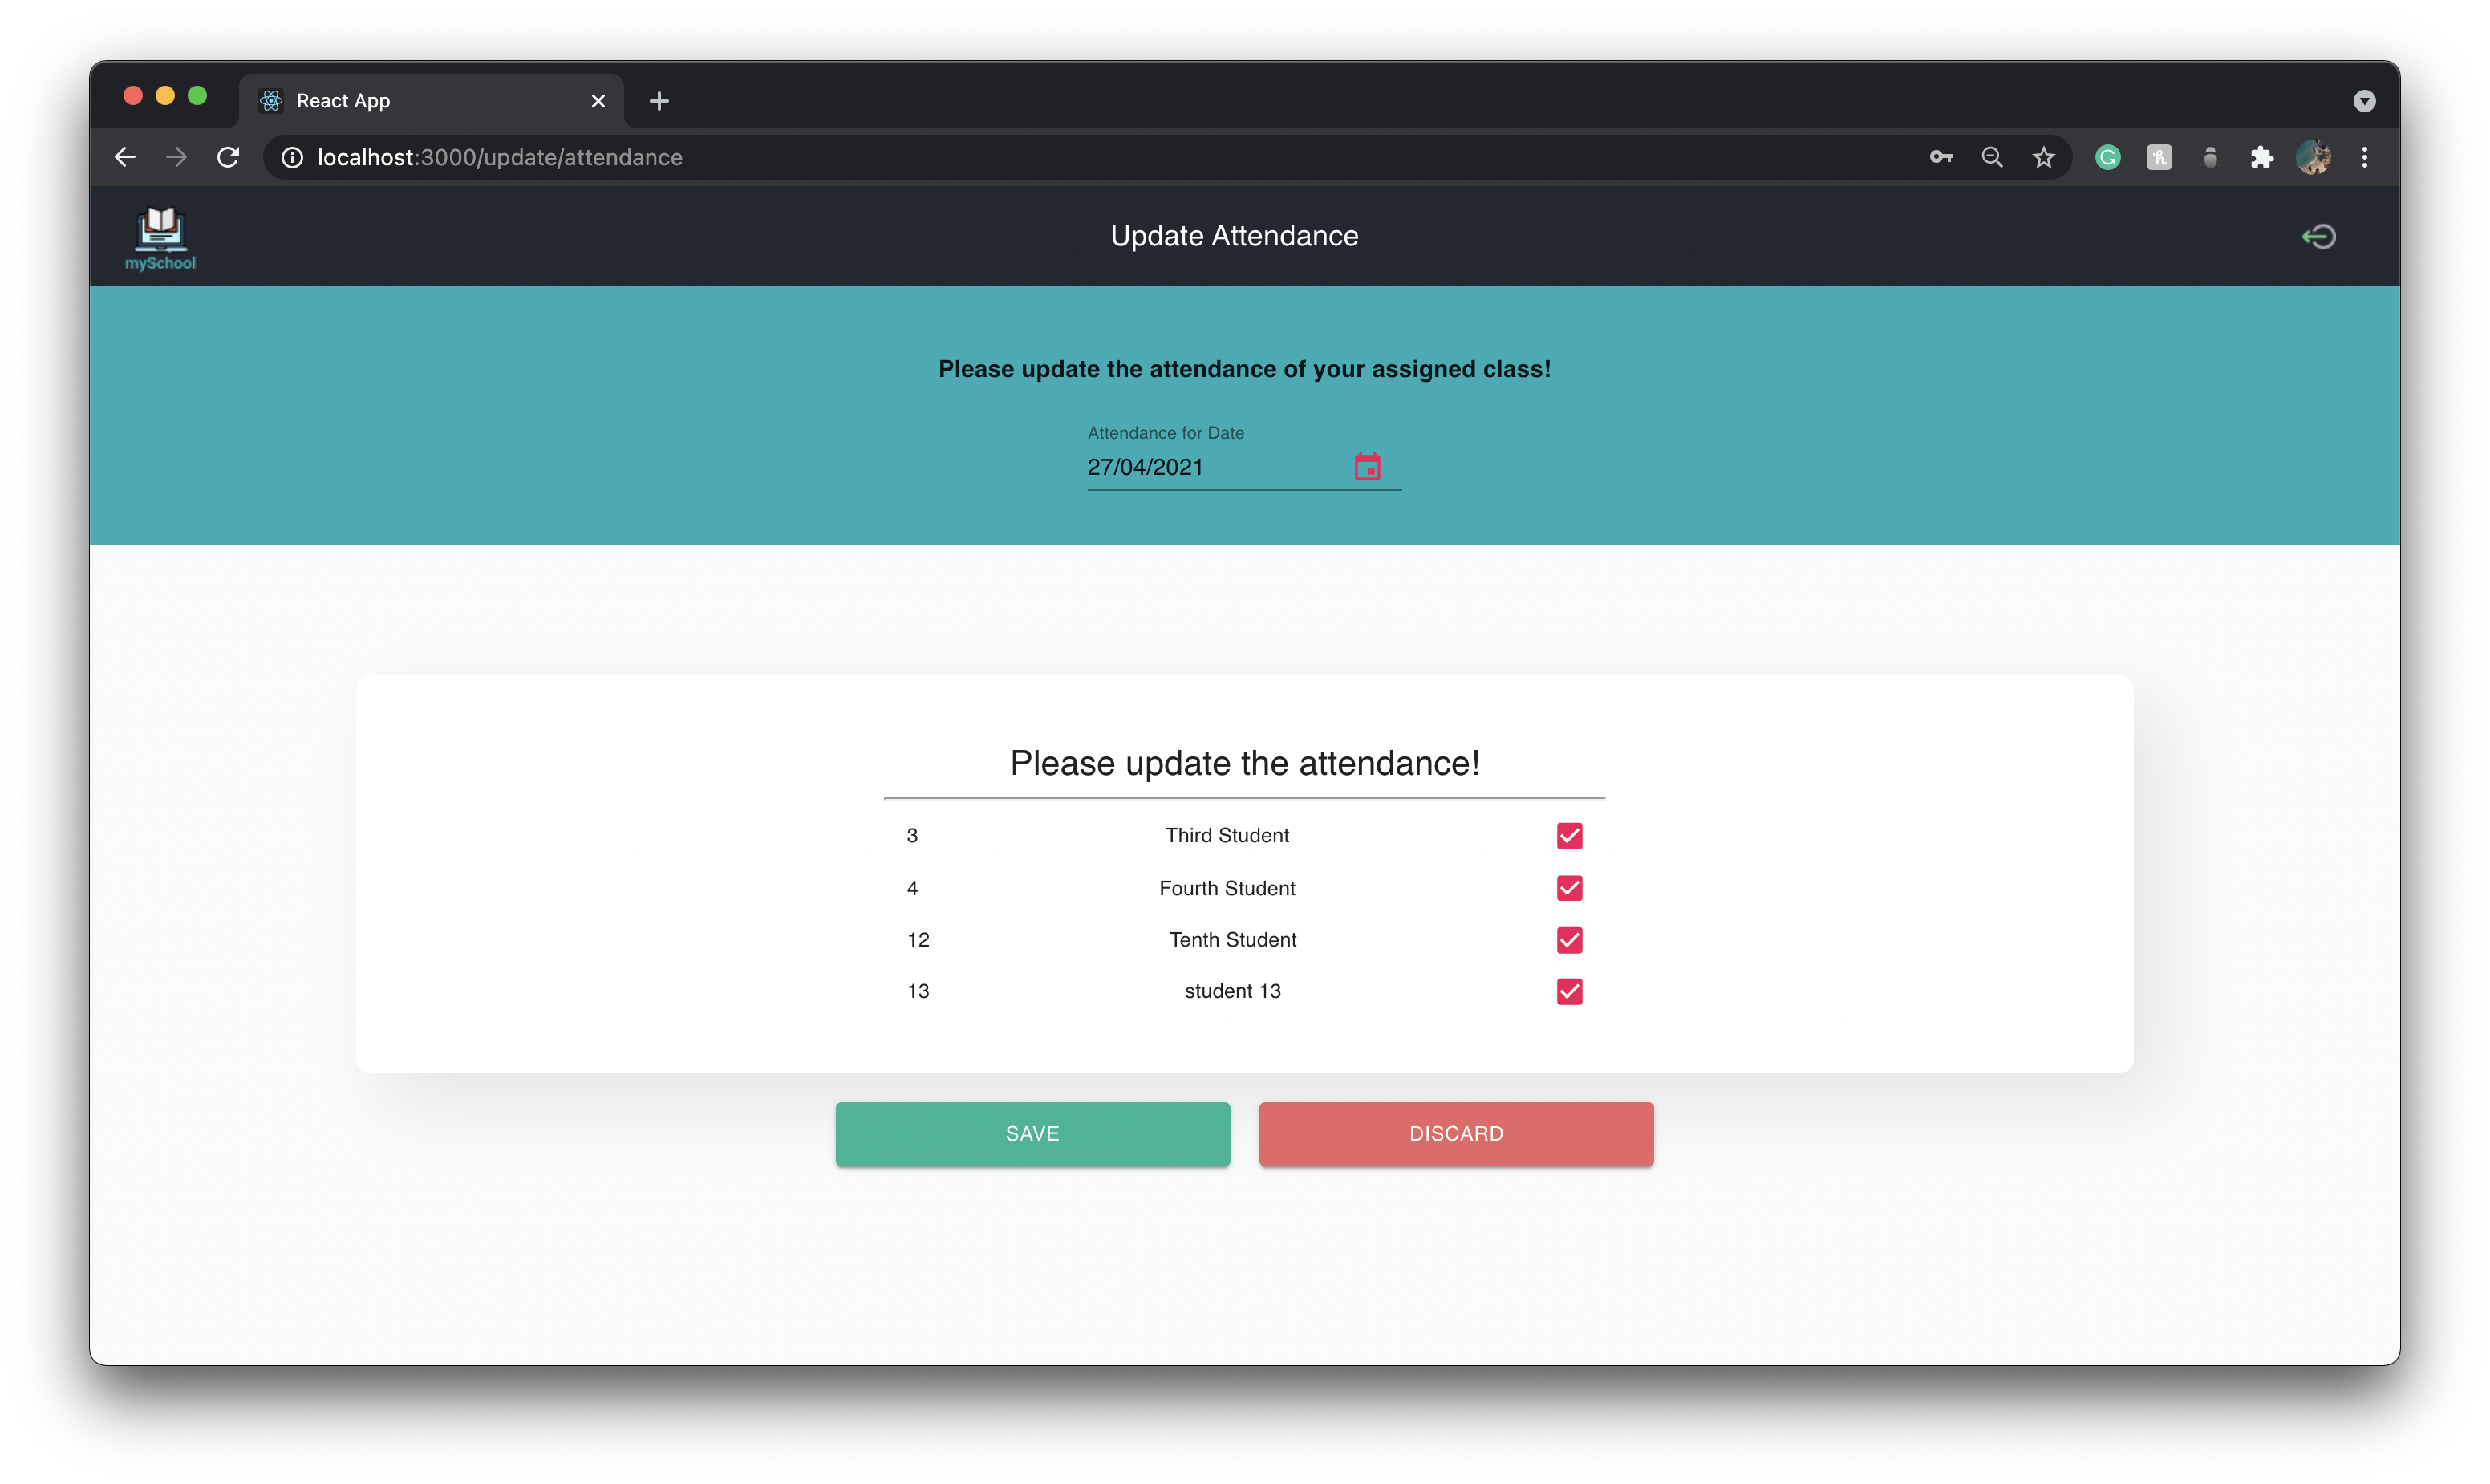 React App
localhost:3000/update/attendance
mySchool
Update Attendance
Please update the attendance of your assigned class!
Attendance for Date
27/04/2021
Please update the attendance!
3 Third Student
4 Fourth Student
12 Tenth Student
13 student 13
SAVE DISCARD